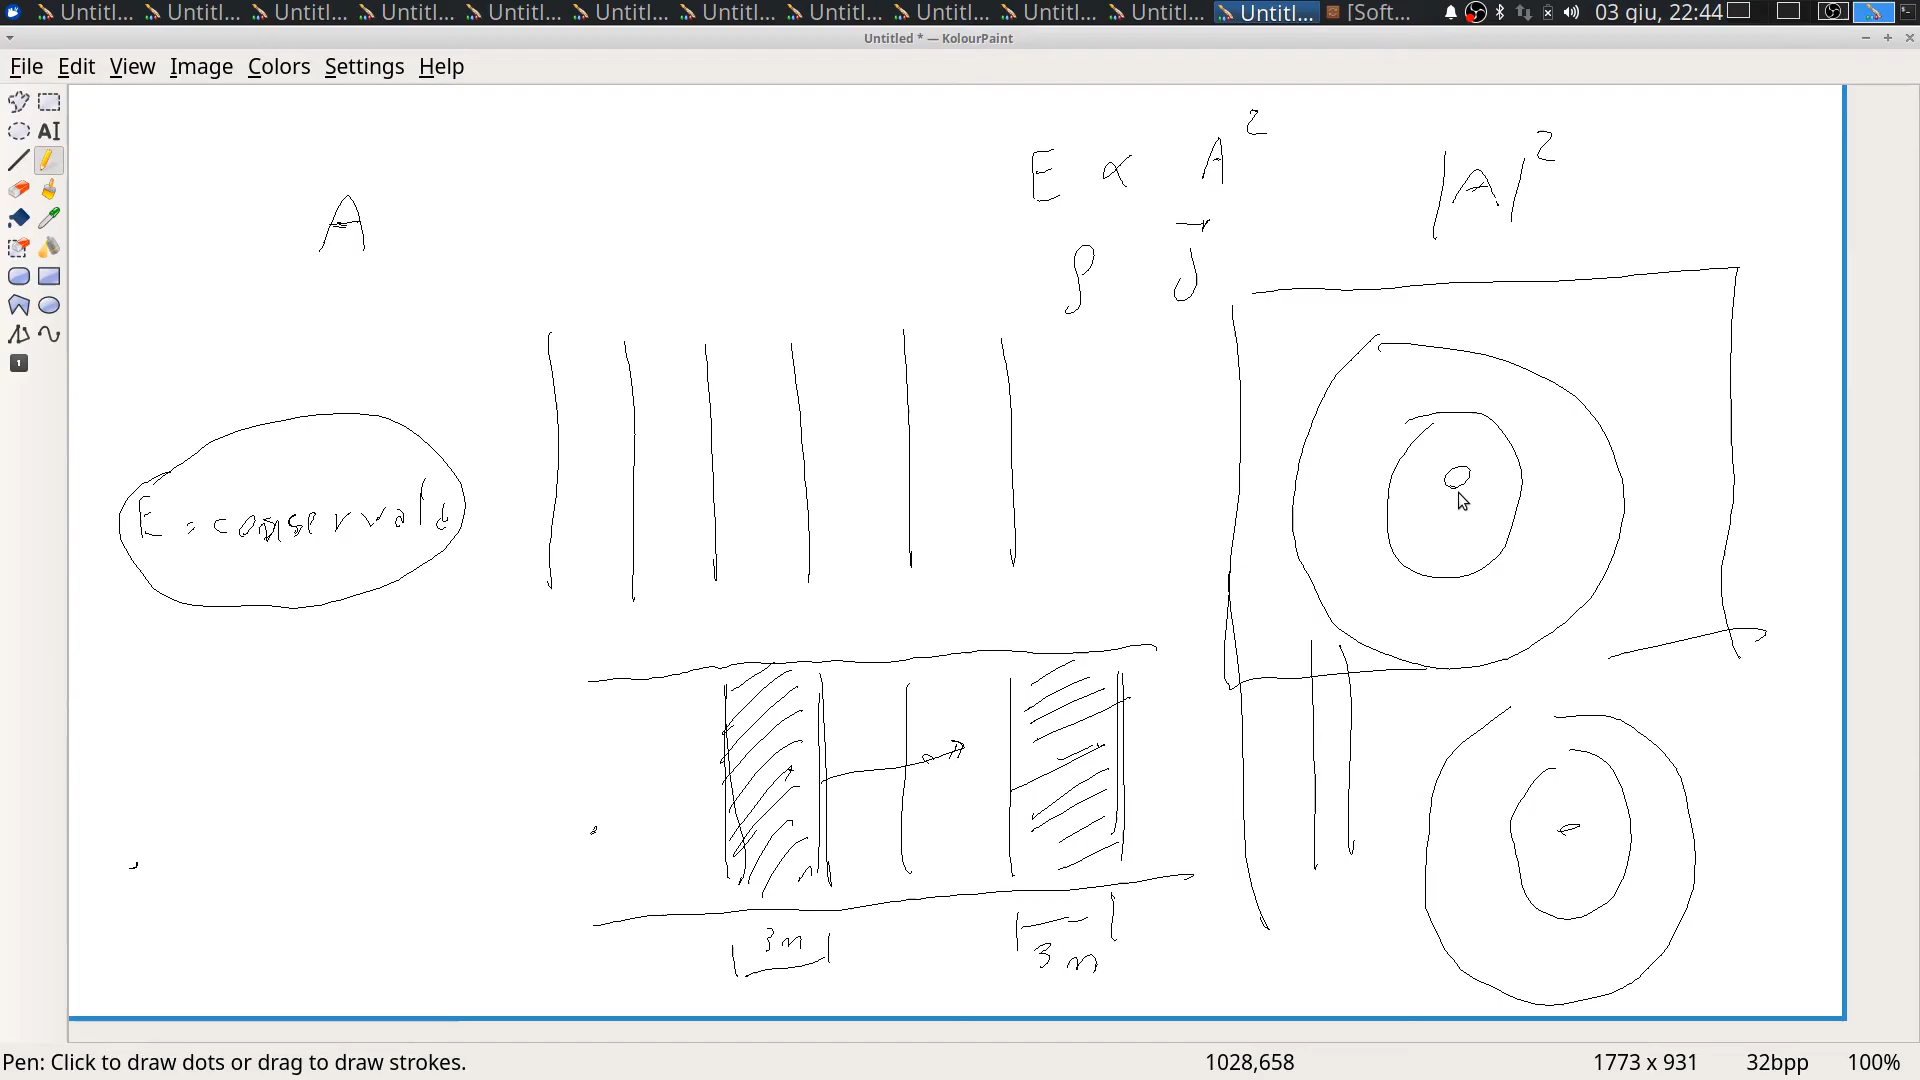 Untitl... Untitl... Untitl... Untitl... Untitl... Untitl... Untitl... Untitl... Untitl... Untitl... Untitl... Untitl... [Soft... 03 giu, 22:44
Untitled * — KolourPaint
File Edit View Image Colors Settings Help
AI
1
E ∝ A² |A|²
A
ρ J
E = conservata
3m
3m
Pen: Click to draw dots or drag to draw strokes. 1028,658 1773 x 931 32bpp 100%